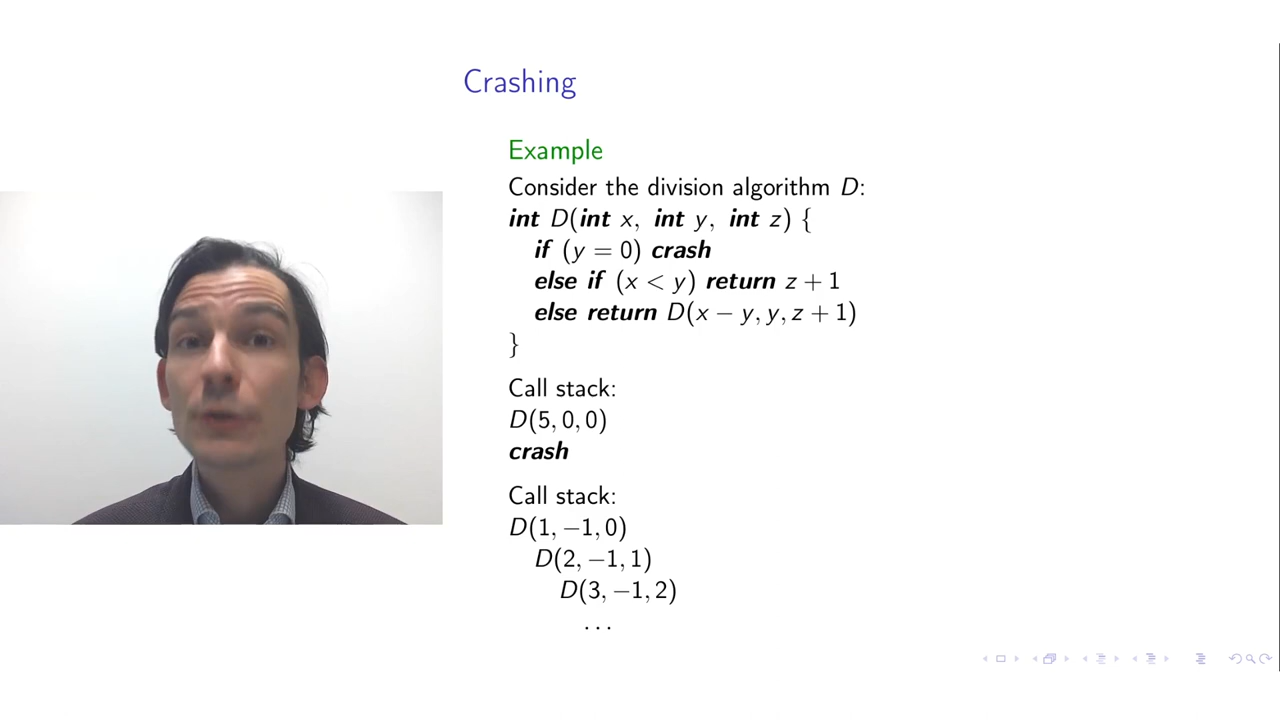 Crashing
Example
Consider the division algorithm D:
int D(int x, int y, int z) {
if (y = 0) crash
else if (x < y) return z + 1
else return D(x − y, y, z + 1)
}
Call stack:
D(5, 0, 0)
crash
Call stack:
D(1, −1, 0)
D(2, −1, 1)
D(3, −1, 2)
...